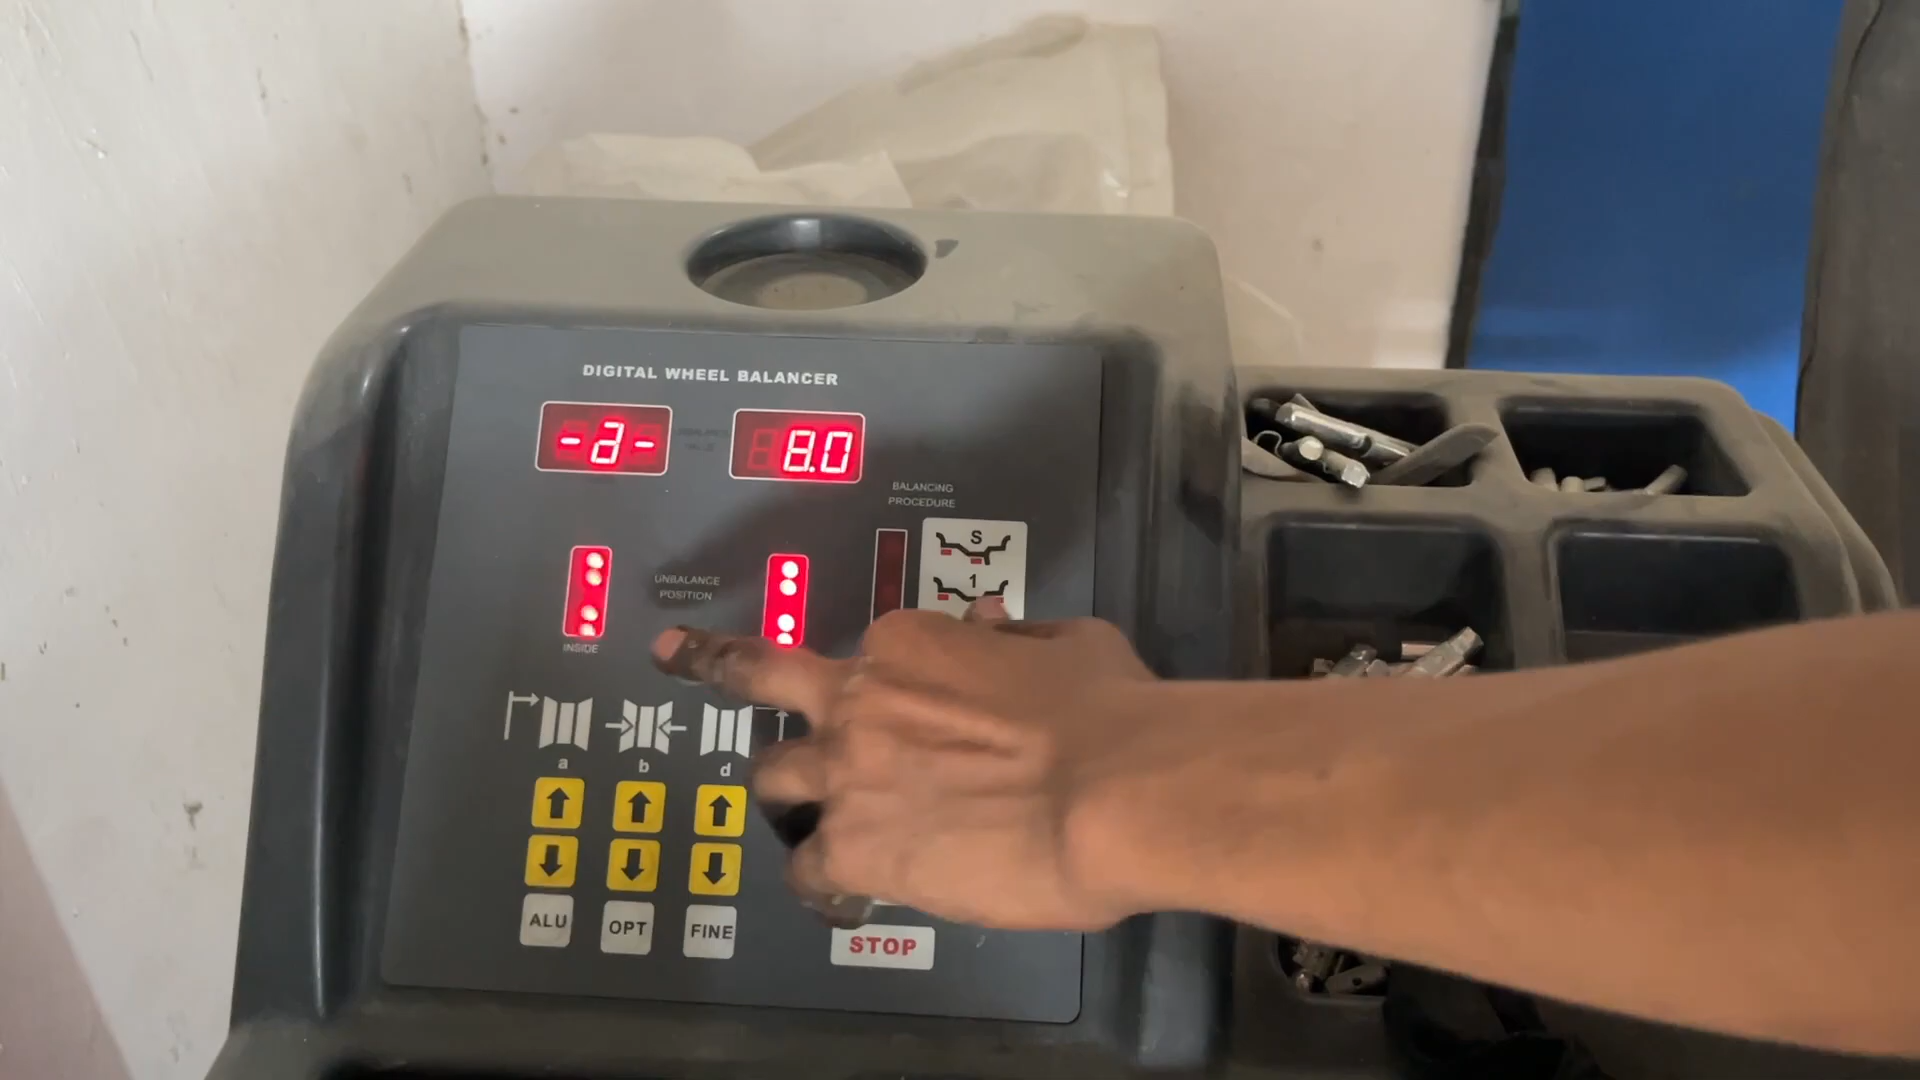 DIGITAL WHEEL BALANCER
-a- 8.0
BALANCING
PROCEDURE
S
1
UNBALANCE
POSITION
INSIDE
a b d
ALU OPT FINE
STOP